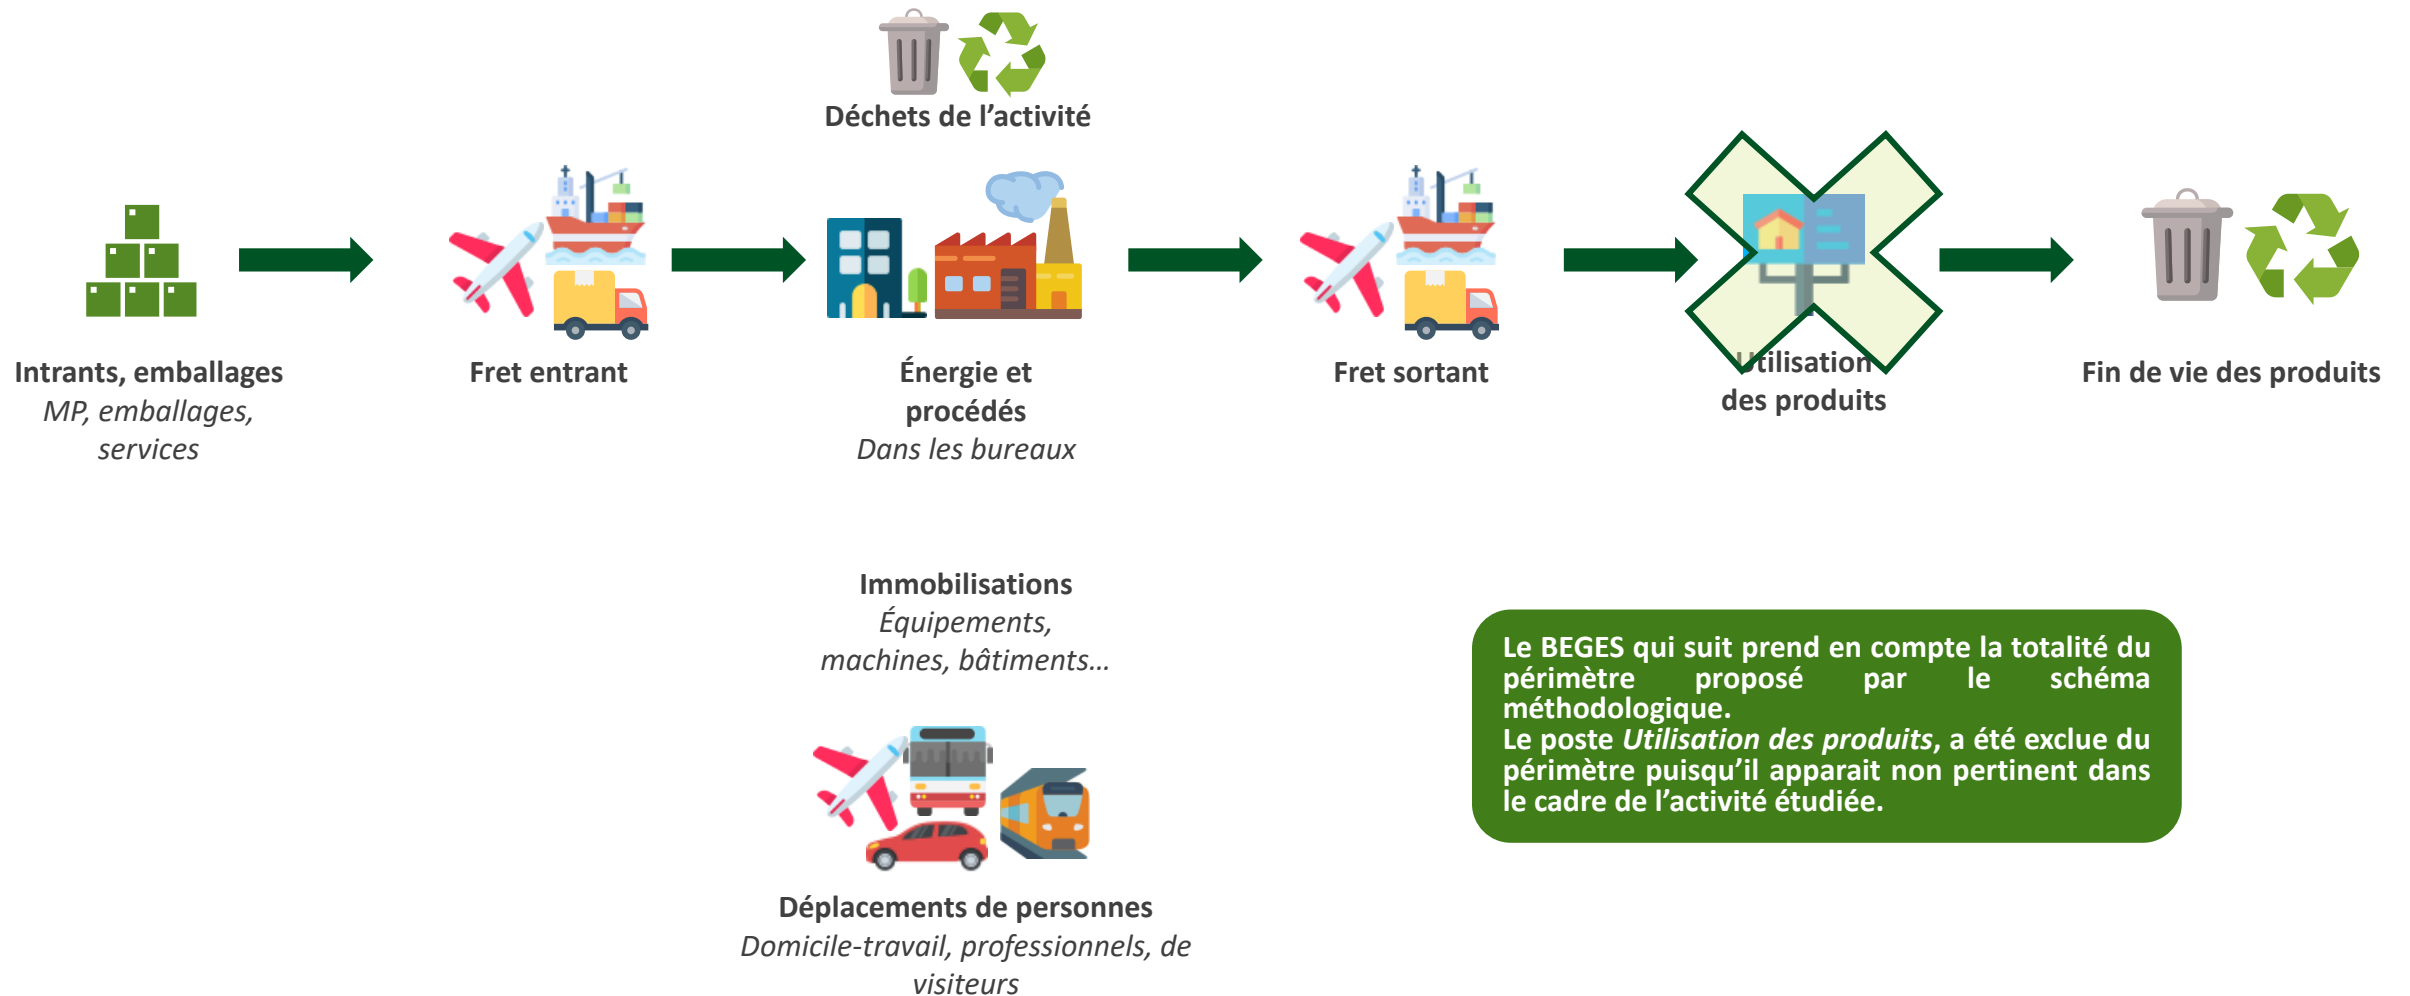 Déchets de l’activité
Intrants, emballages
MP, emballages,
services
Fret entrant
Énergie et
procédés
Dans les bureaux
Fret sortant
Utilisation
des produits
Fin de vie des produits
Immobilisations
Équipements,
machines, bâtiments…
Déplacements de personnes
Domicile-travail, professionnels, de
visiteurs
Le BEGES qui suit prend en compte la totalité du
périmètre proposé par le schéma
méthodologique.
Le poste Utilisation des produits, a été exclue du
périmètre puisqu’il apparait non pertinent dans
le cadre de l’activité étudiée.